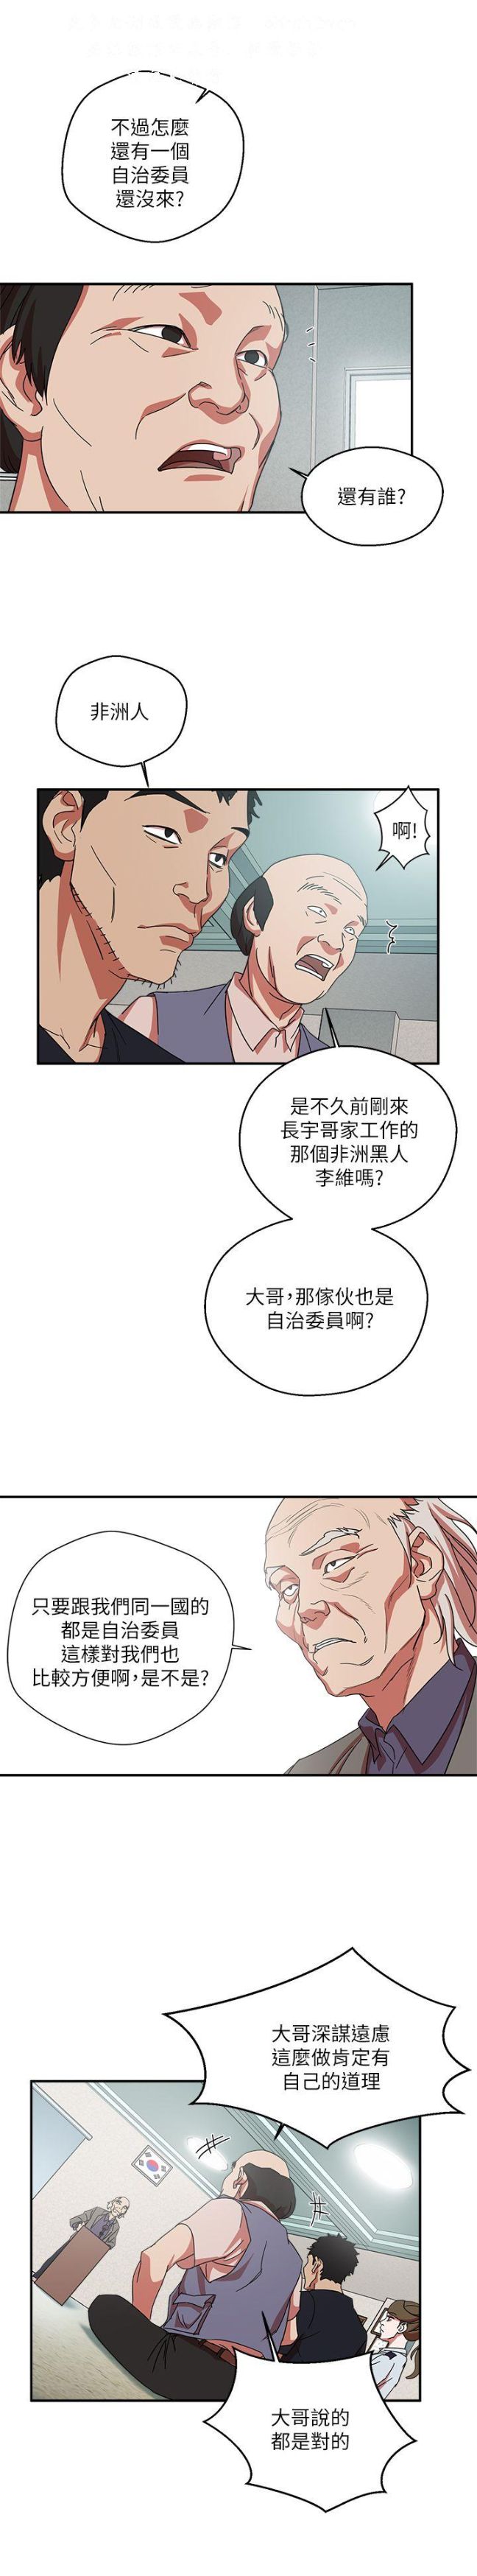 不過怎麼
還有一個
自治委員
還沒來?
還有誰?
非洲人
啊!
是不久前剛來
長宇哥家工作的
那個非洲黑人
李維嗎?
大哥，那傢伙也是
自治委員啊?
只要跟我們同一國的
都是自治委員
這樣對我們也
比較方便啊，是不是?
大哥深謀遠慮
這麼做肯定有
自己的道理
大哥說的
都是對的